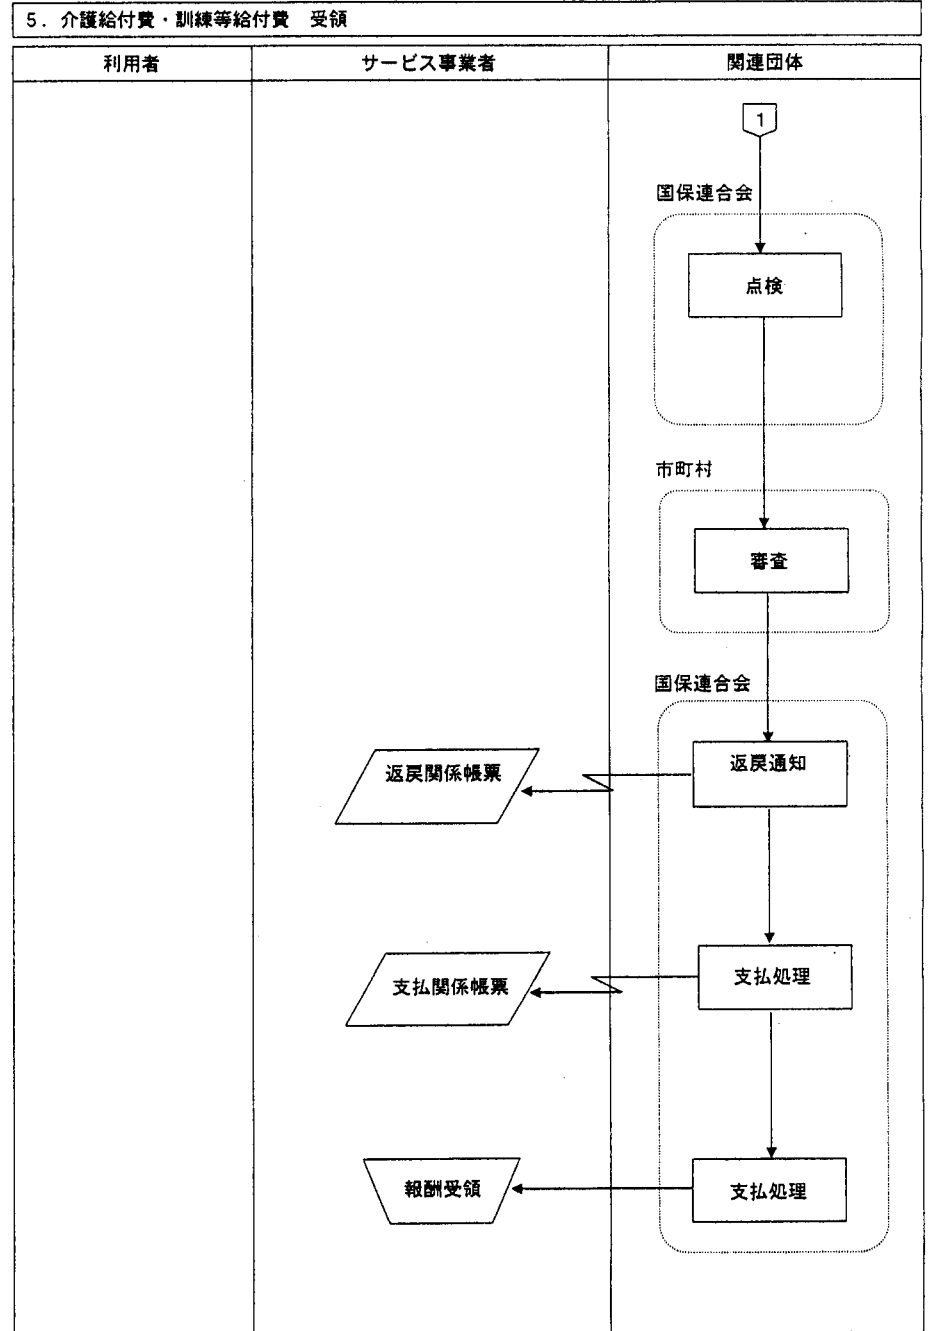 5．介護給付費・訓練等給付費　受領
利用者
サービス事業者
関連団体
1
国保連合会
点検
市町村
審査
国保連合会
返戻関係帳票
返戻通知
支払関係帳票
支払処理
報酬受領
支払処理